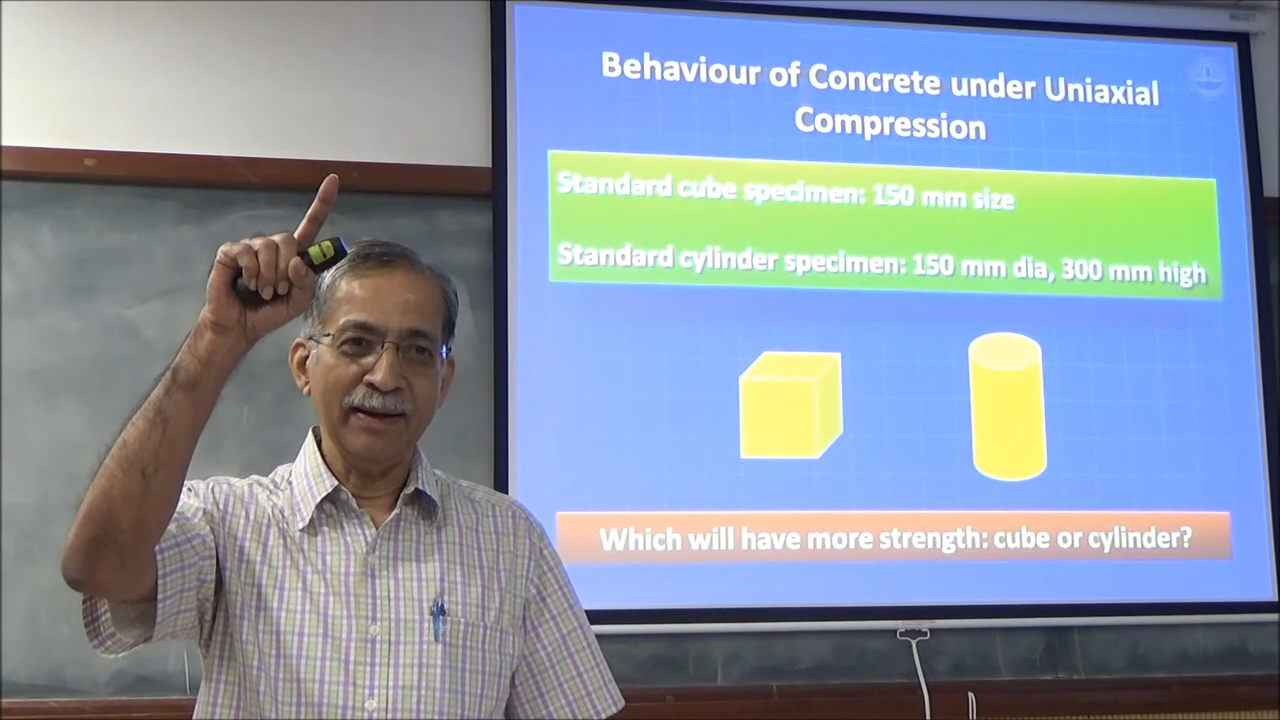 Behaviour of Concrete under Uniaxial
Compression
Standard cube specimen: 150 mm size
Standard cylinder specimen: 150 mm dia, 300 mm high
Which will have more strength: cube or cylinder?